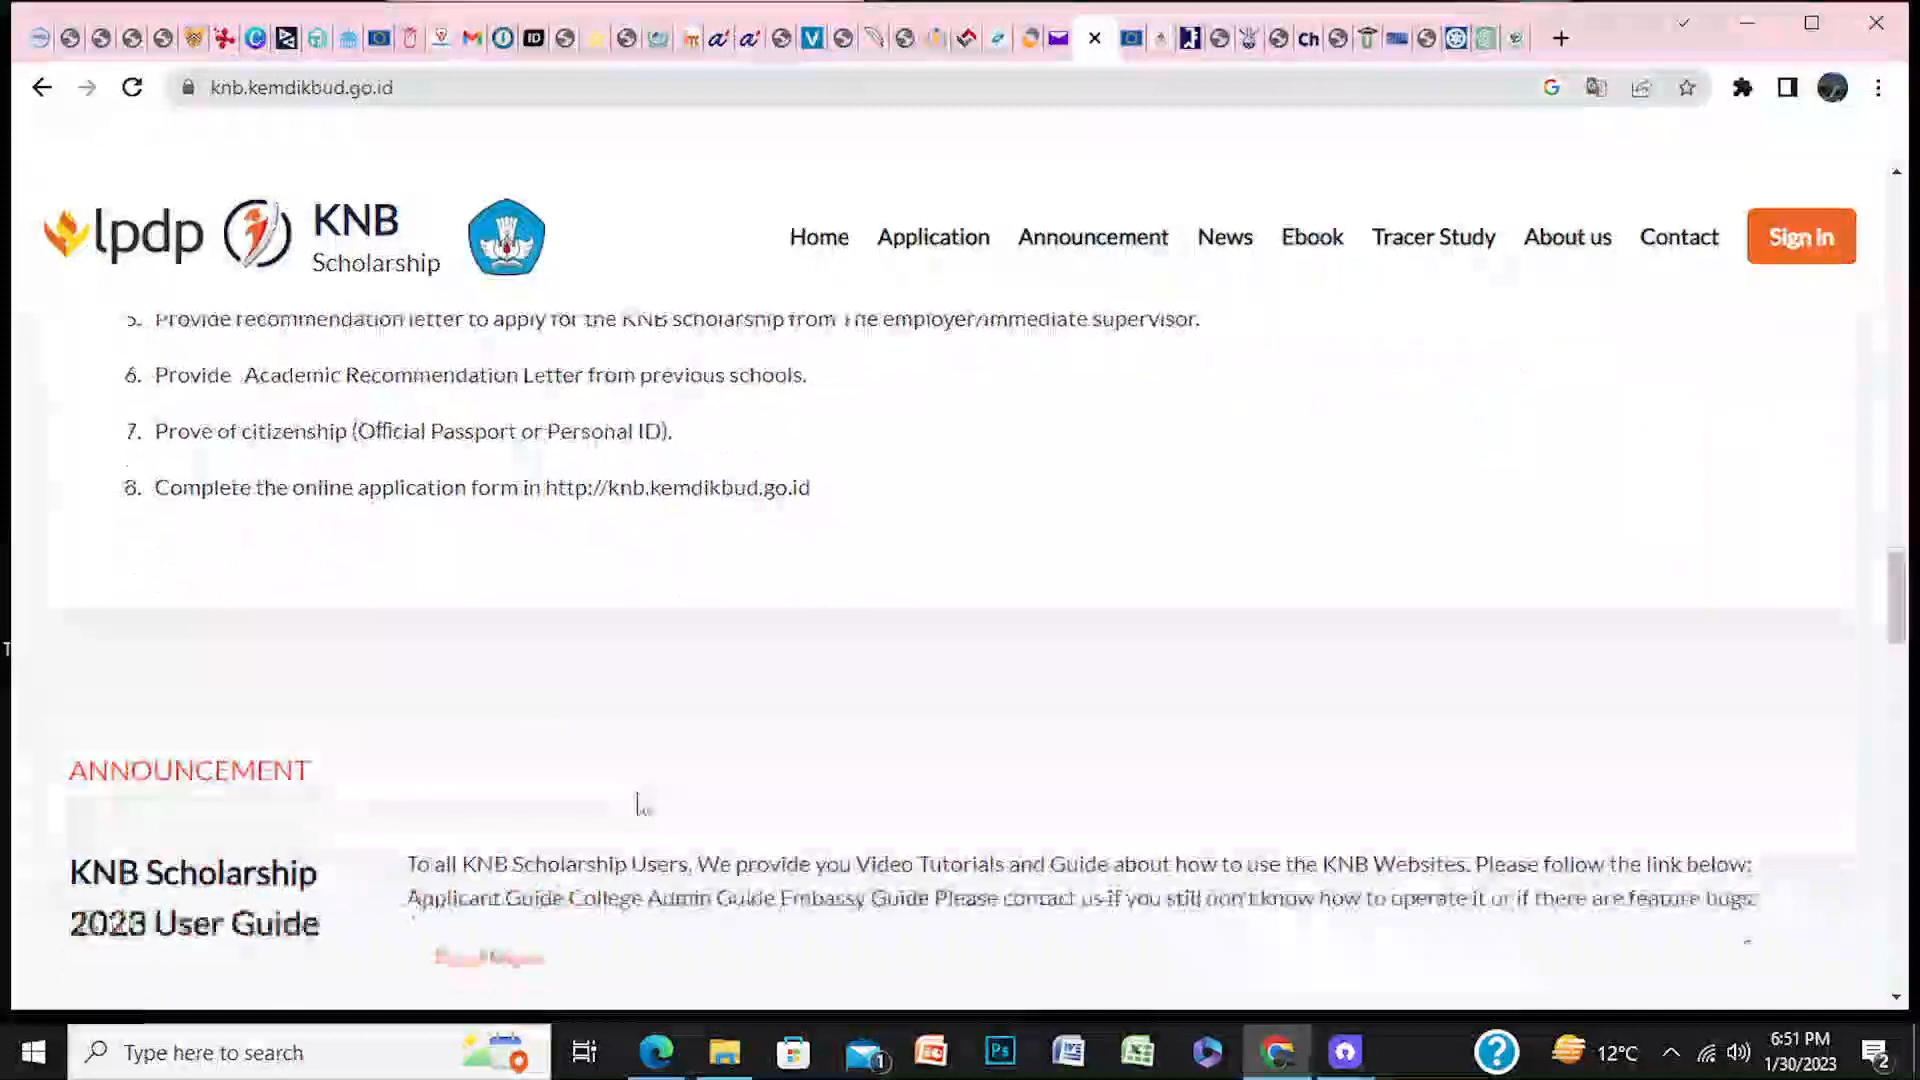 knb.kemdikbud.go.id
lpdp
KNB
Scholarship
Home Application Announcement News Ebook Tracer Study About us Contact Sign in
5. Provide recommendation letter to apply for the KNB scholarship from The employer/immediate supervisor.
6. Provide Academic Recommendation Letter from previous schools.
7. Prove of citizenship (Official Passport or Personal ID).
8. Complete the online application form in http://knb.kemdikbud.go.id
ANNOUNCEMENT
KNB Scholarship
2023 User Guide
To all KNB Scholarship Users, We provide you Video Tutorials and Guide about how to use the KNB Websites. Please follow the link below:
Applicant Guide College Admin Guide Embassy Guide Please contact us if you still don't know how to operate it or if there are feature bugs.
Type here to search
12°C
6:51 PM
1/30/2023